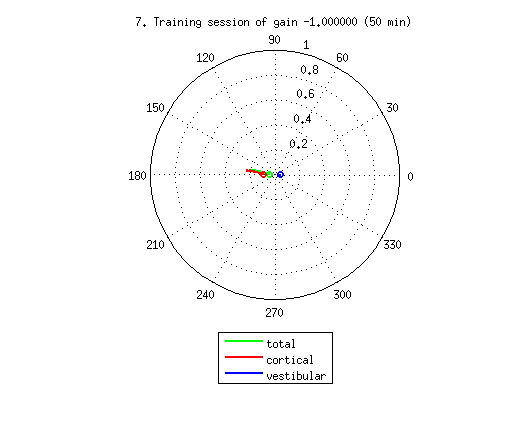 7. Training session of gain -1.000000 (50 min)
90 1
120 60
0.8
0.6
150 30
0.4
0.2
180 0
210 330
240 300
270
total
cortical
vestibular